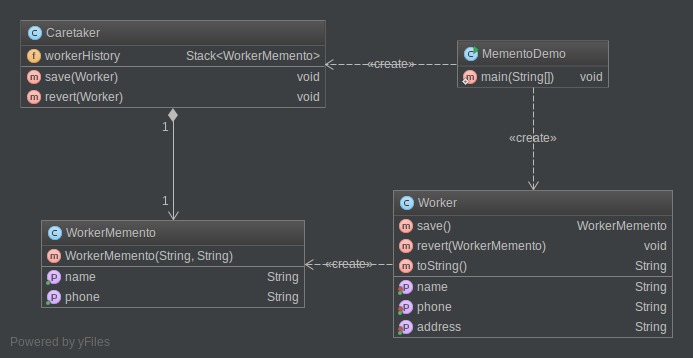 Caretaker
workerHistory Stack<WorkerMemento>
save(Worker) void
revert(Worker) void
«create»
MementoDemo
main(String[]) void
1
«create»
1
Worker
save() WorkerMemento
revert(WorkerMemento) void
toString() String
name String
phone String
address String
WorkerMemento
WorkerMemento(String, String)
name String
phone String
«create»
Powered by yFiles